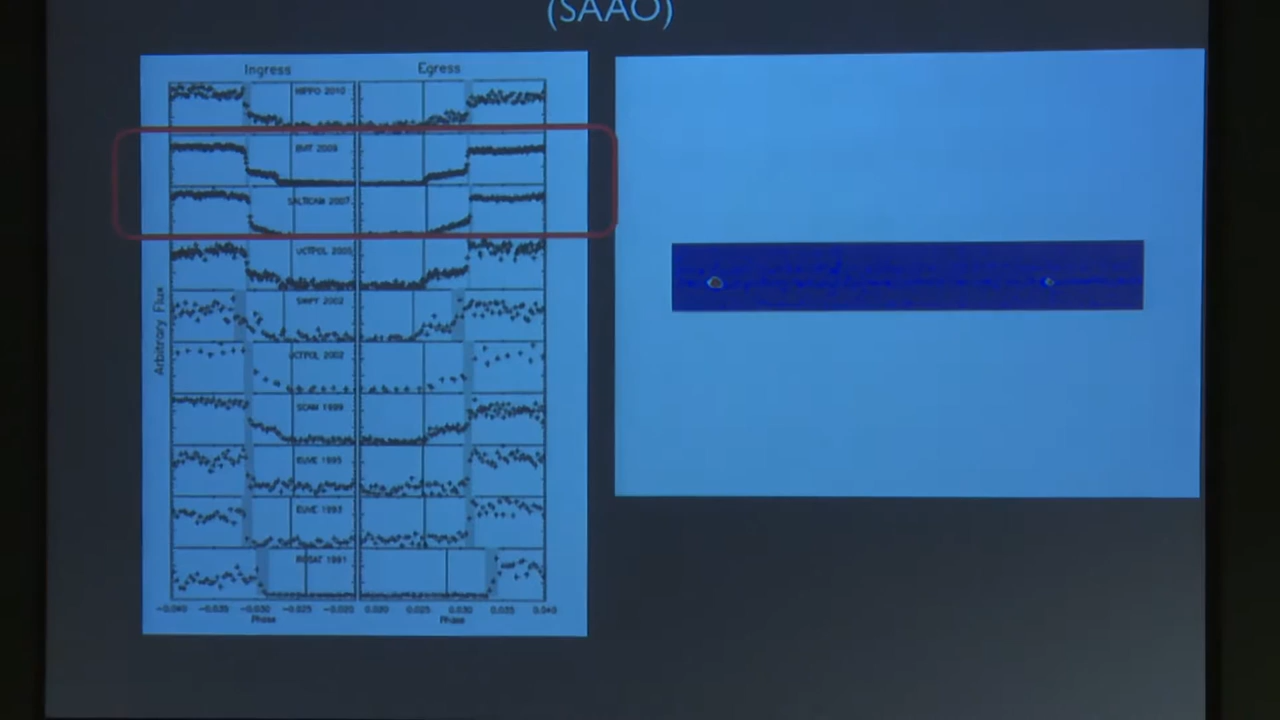 (SAAO)
Ingress Egress
HIPPO 2010
BVIT 2009
SALTICAM 2007
UCTPOL 2005
SWIFT 2002
UCTPOL 2002
SCAM 1999
EUVE 1995
EUVE 1993
ROSAT 1991
Arbitrary Flux
-0.040 -0.035 -0.030 -0.025 -0.020 0.020 0.025 0.030 0.035 0.040
Phase Phase